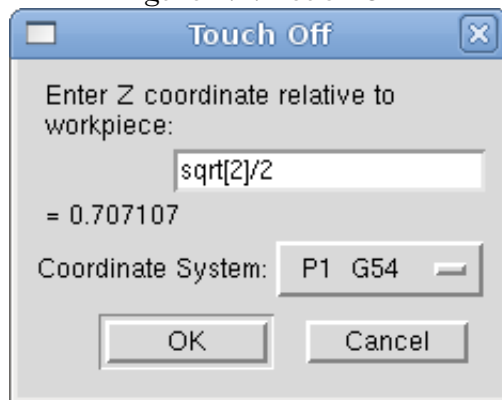 Touch Off
Enter Z coordinate relative to
workpiece:
sqrt[2]/2
= 0.707107
Coordinate System: P1 G54
OK Cancel